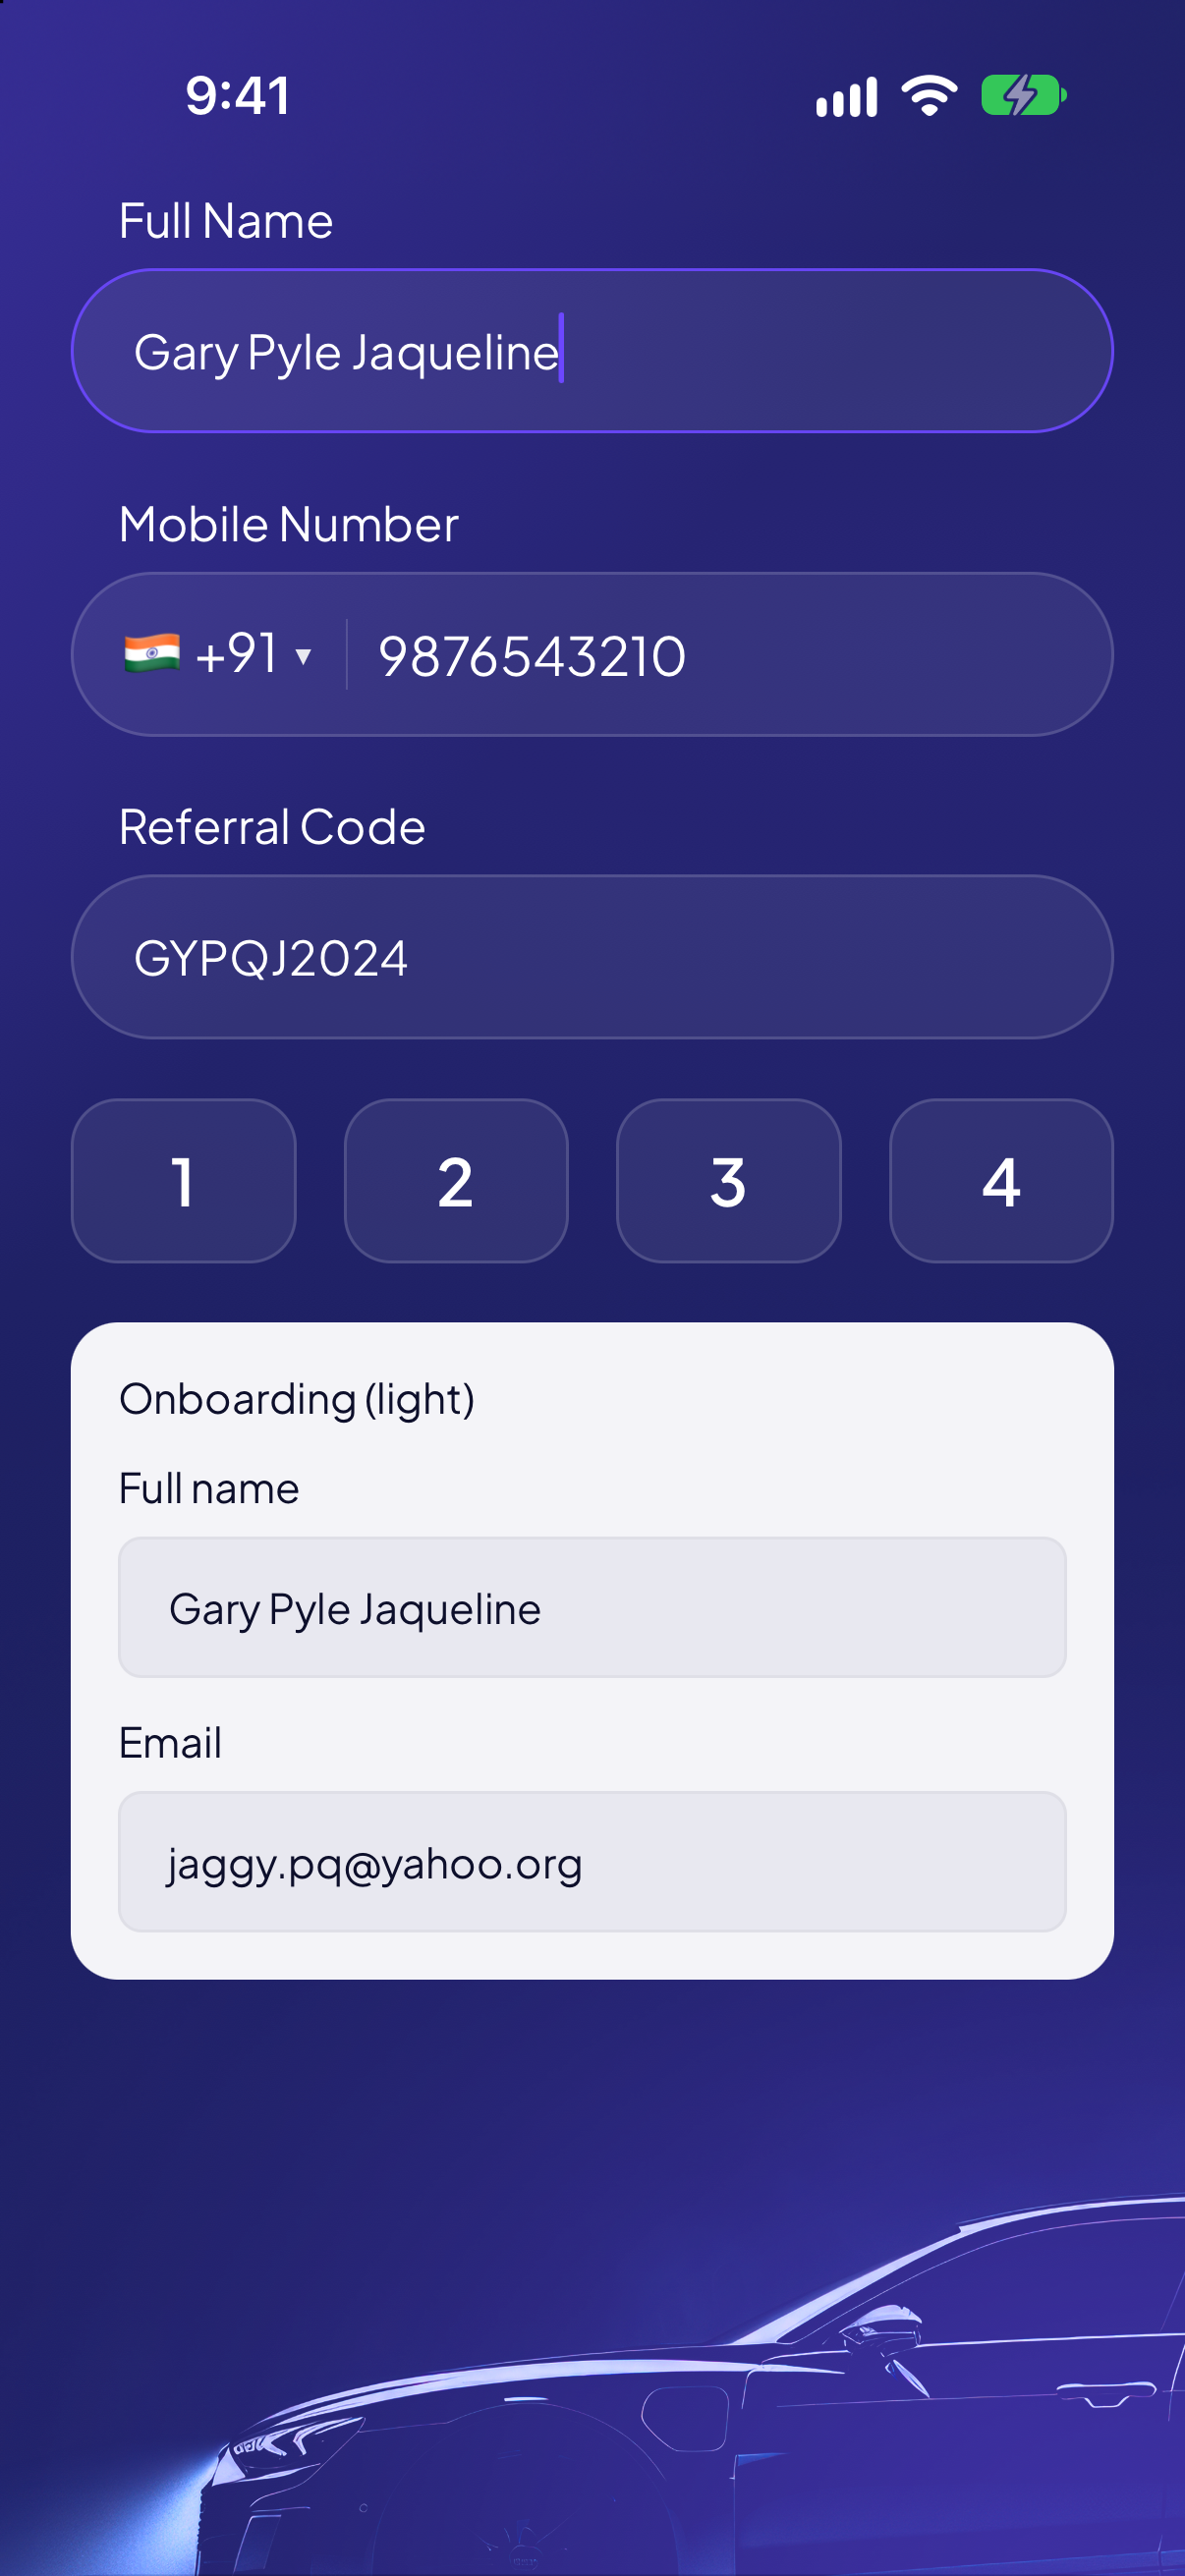 9:41
Full Name
Gary Pyle Jaqueline
Mobile Number
🇮🇳 +91 ▼ 9876543210
Referral Code
GYPQJ2024
1 2 3 4
Onboarding (light)
Full name
Gary Pyle Jaqueline
Email
jaggy.pq@yahoo.org